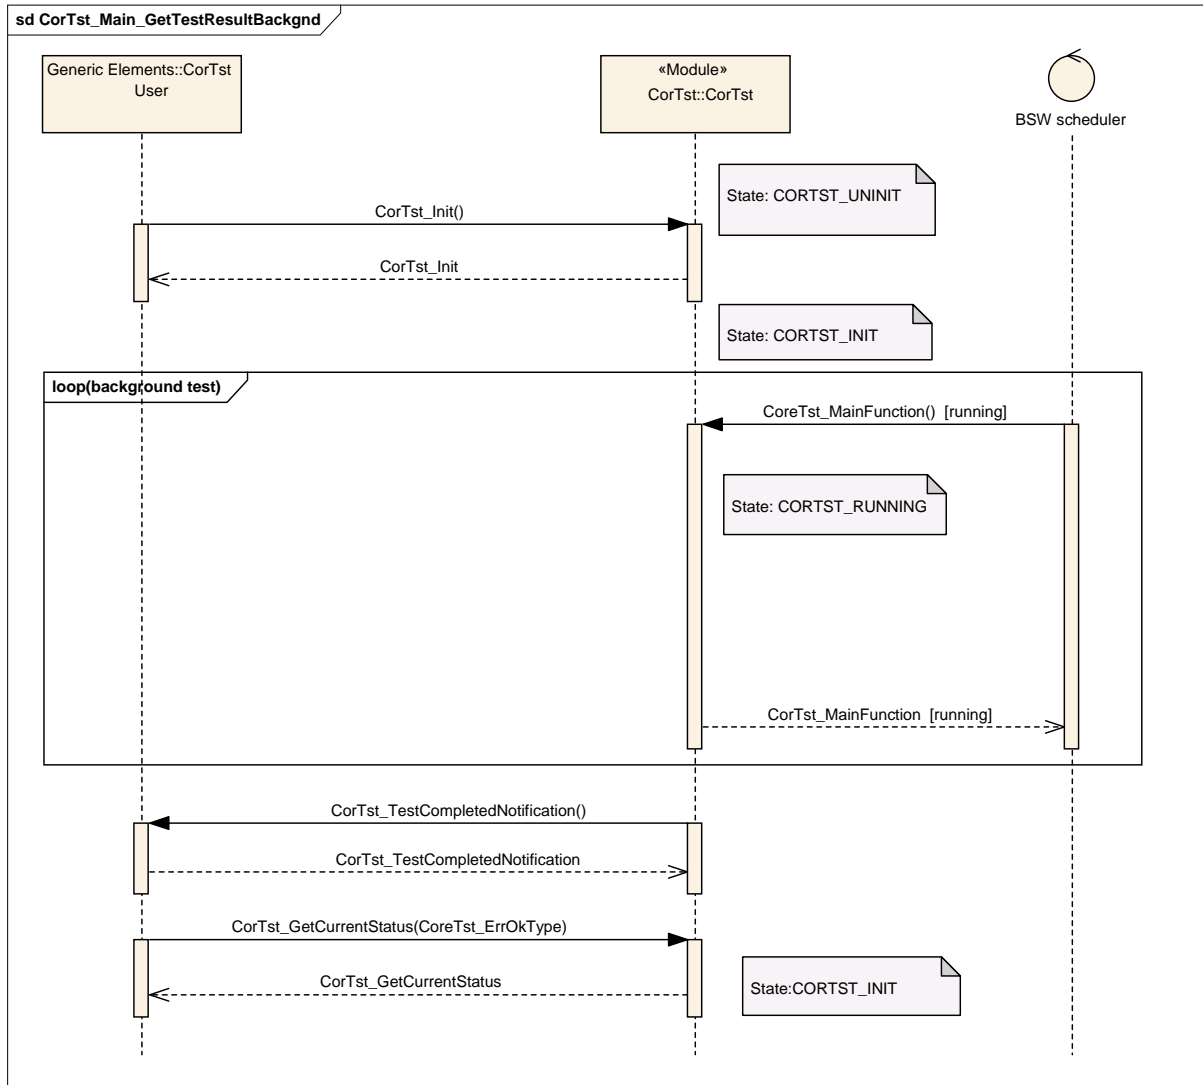 sd CorTst_Main_GetTestResultBackgnd
Generic Elements::CorTst
User
«Module»
CorTst::CorTst
BSW scheduler
State: CORTST_UNINIT
CorTst_Init()
CorTst_Init
State: CORTST_INIT
loop(background test)
CoreTst_MainFunction()  [running]
State: CORTST_RUNNING
CorTst_MainFunction  [running]
CorTst_TestCompletedNotification()
CorTst_TestCompletedNotification
CorTst_GetCurrentStatus(CoreTst_ErrOkType)
CorTst_GetCurrentStatus
State:CORTST_INIT